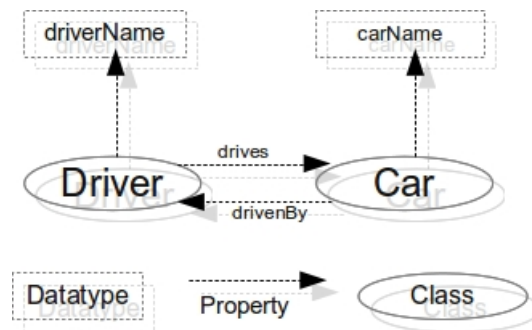 driverName
carName
drives
Driver
Car
drivenBy
Datatype
Property
Class